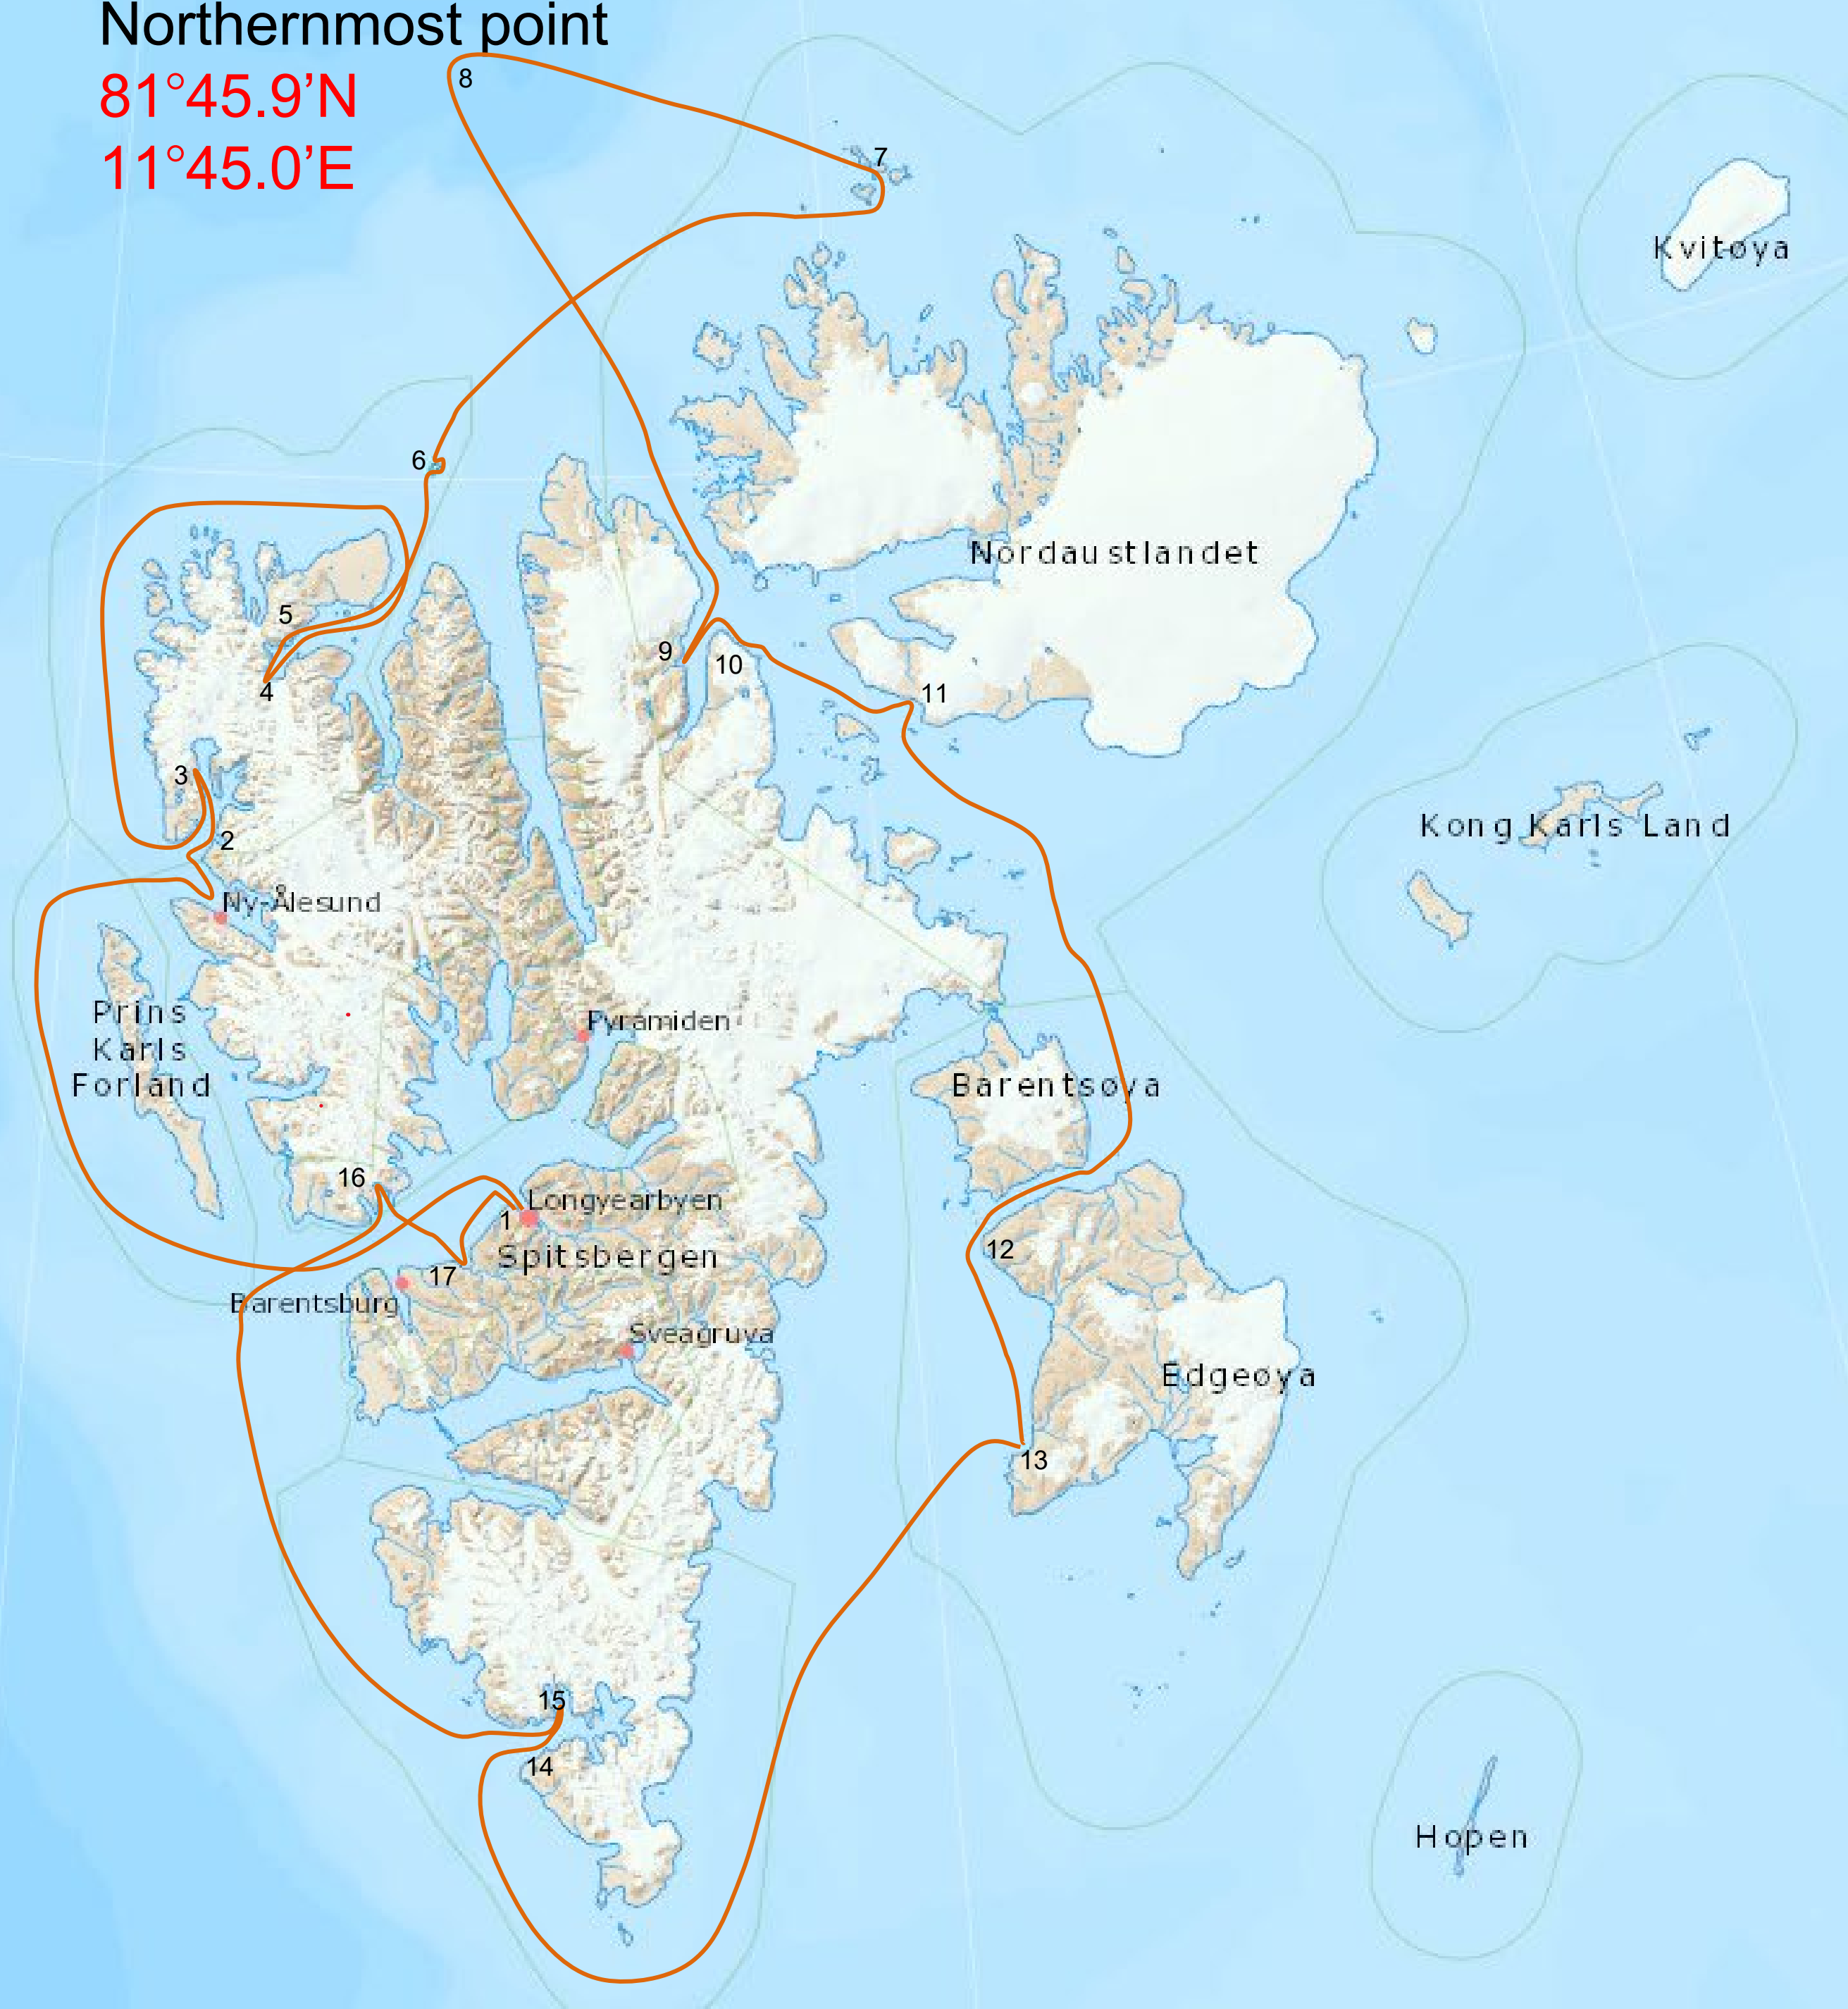 Northernmost point
81°45.9’N
11°45.0’E
8
7
Kvitøya
6
Nordaustlandet
5
9
10
4
11
3
Kong Karls Land
2
Ny-Ålesund
Prins
Karls
Forland
Pyramiden
Barentsøya
16
Longyearbyen
1
12
Spitsbergen
17
Barentsburg
Sveagruva
Edgeøya
13
15
14
Hopen